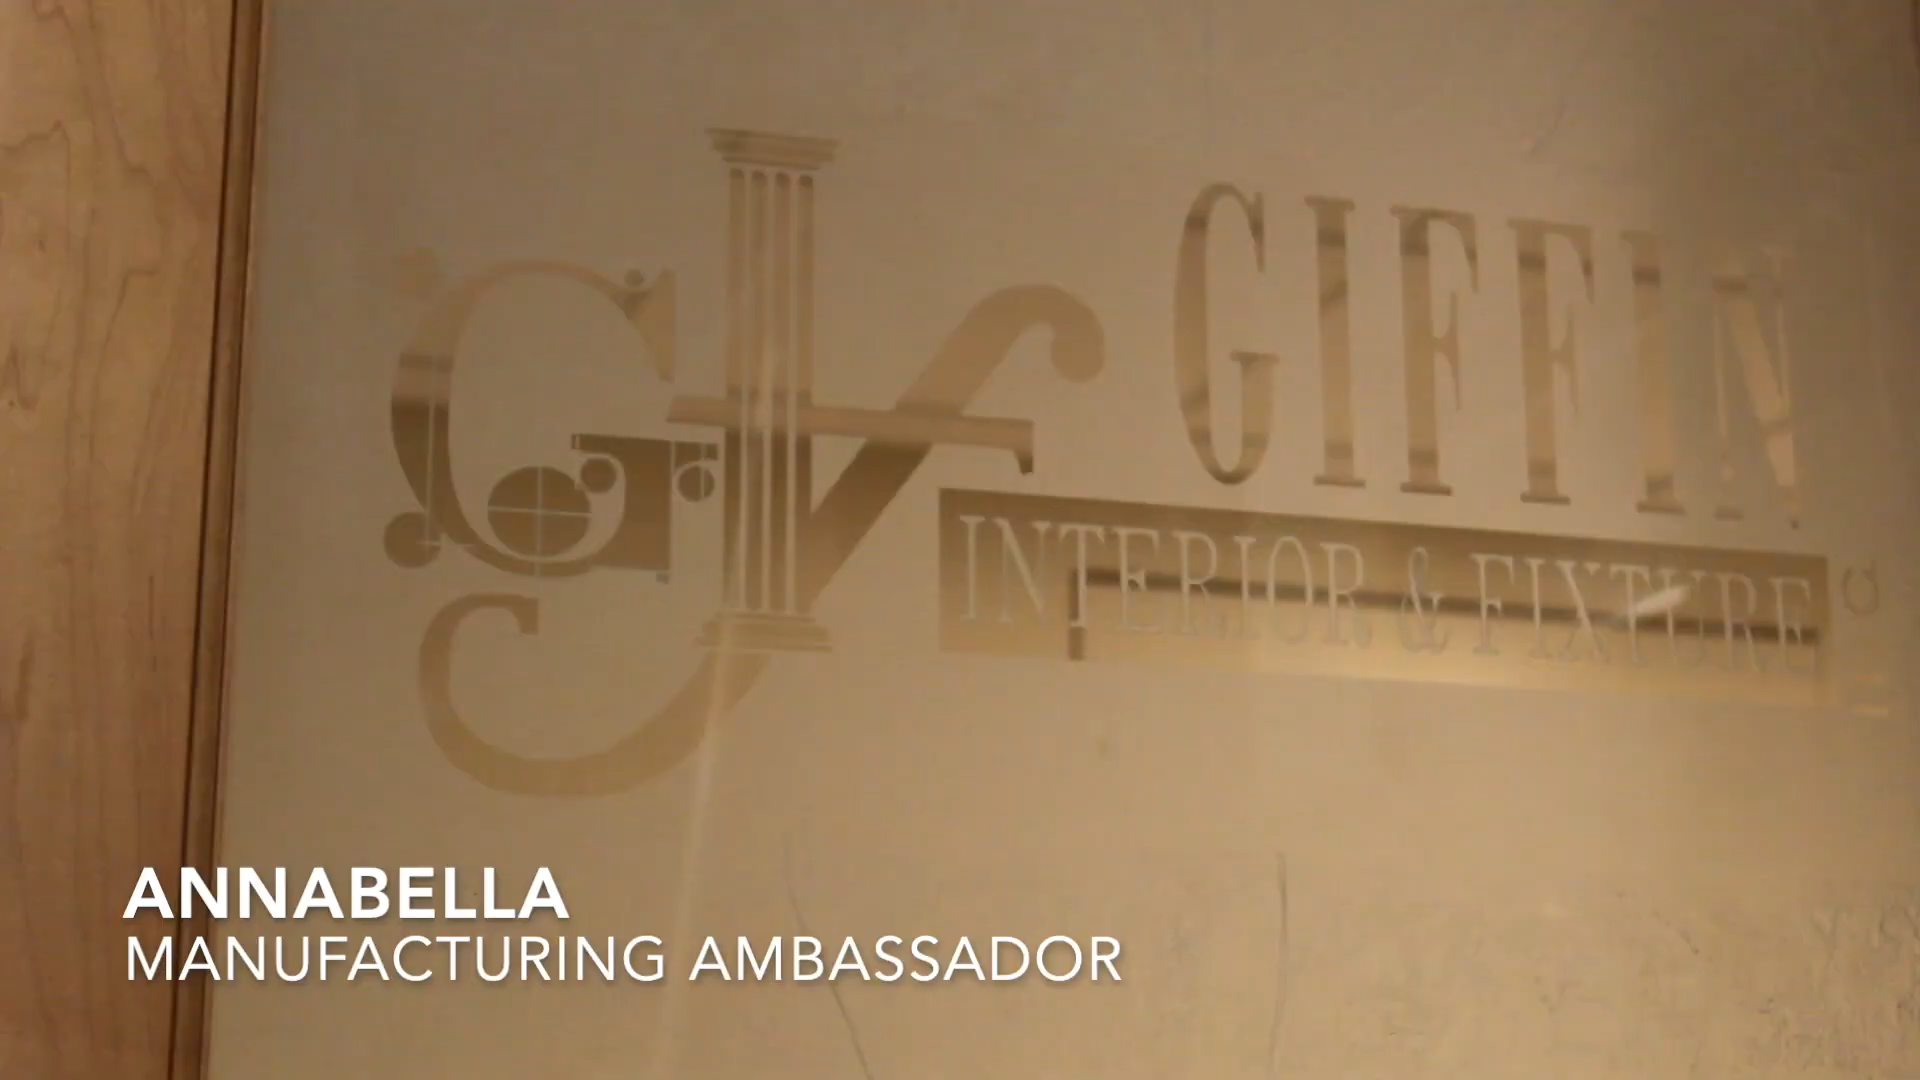 GIFFIN
INTERIOR & FIXTURE
ANNABELLA
MANUFACTURING AMBASSADOR